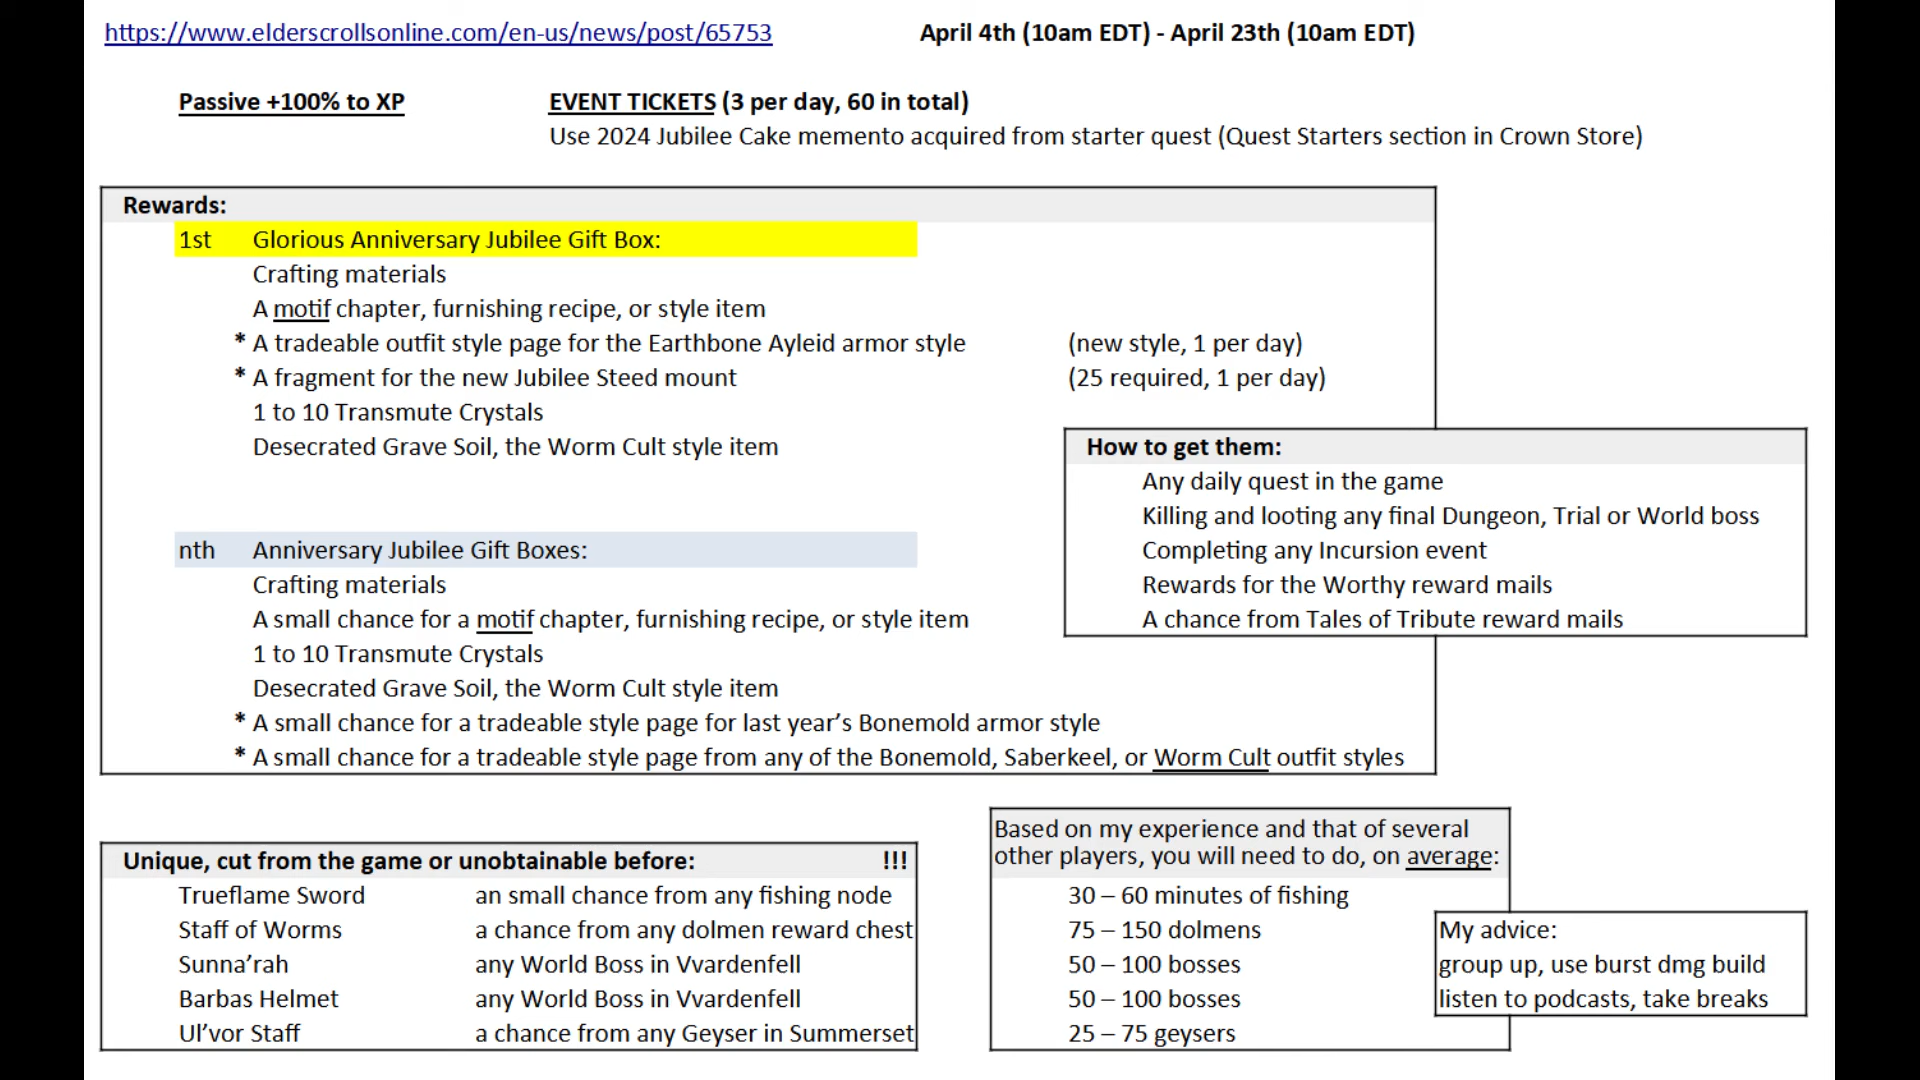 https://www.elderscrollsonline.com/en-us/news/post/65753 April 4th (10am EDT) - April 23th (10am EDT)
Passive +100% to XP EVENT TICKETS (3 per day, 60 in total)
Use 2024 Jubilee Cake memento acquired from starter quest (Quest Starters section in Crown Store)
Rewards:
1st Glorious Anniversary Jubilee Gift Box:
Crafting materials
A motif chapter, furnishing recipe, or style item
* A tradeable outfit style page for the Earthbone Ayleid armor style (new style, 1 per day)
* A fragment for the new Jubilee Steed mount (25 required, 1 per day)
1 to 10 Transmute Crystals
Desecrated Grave Soil, the Worm Cult style item
How to get them:
Any daily quest in the game
Killing and looting any final Dungeon, Trial or World boss
Completing any Incursion event
Rewards for the Worthy reward mails
A chance from Tales of Tribute reward mails
nth Anniversary Jubilee Gift Boxes:
Crafting materials
A small chance for a motif chapter, furnishing recipe, or style item
1 to 10 Transmute Crystals
Desecrated Grave Soil, the Worm Cult style item
* A small chance for a tradeable style page for last year’s Bonemold armor style
* A small chance for a tradeable style page from any of the Bonemold, Saberkeel, or Worm Cult outfit styles
Unique, cut from the game or unobtainable before: !!!
Trueflame Sword an small chance from any fishing node
Staff of Worms a chance from any dolmen reward chest
Sunna’rah any World Boss in Vvardenfell
Barbas Helmet any World Boss in Vvardenfell
Ul’vor Staff a chance from any Geyser in Summerset
Based on my experience and that of several
other players, you will need to do, on average:
30 – 60 minutes of fishing
75 – 150 dolmens
50 – 100 bosses
50 – 100 bosses
25 – 75 geysers
My advice:
group up, use burst dmg build
listen to podcasts, take breaks